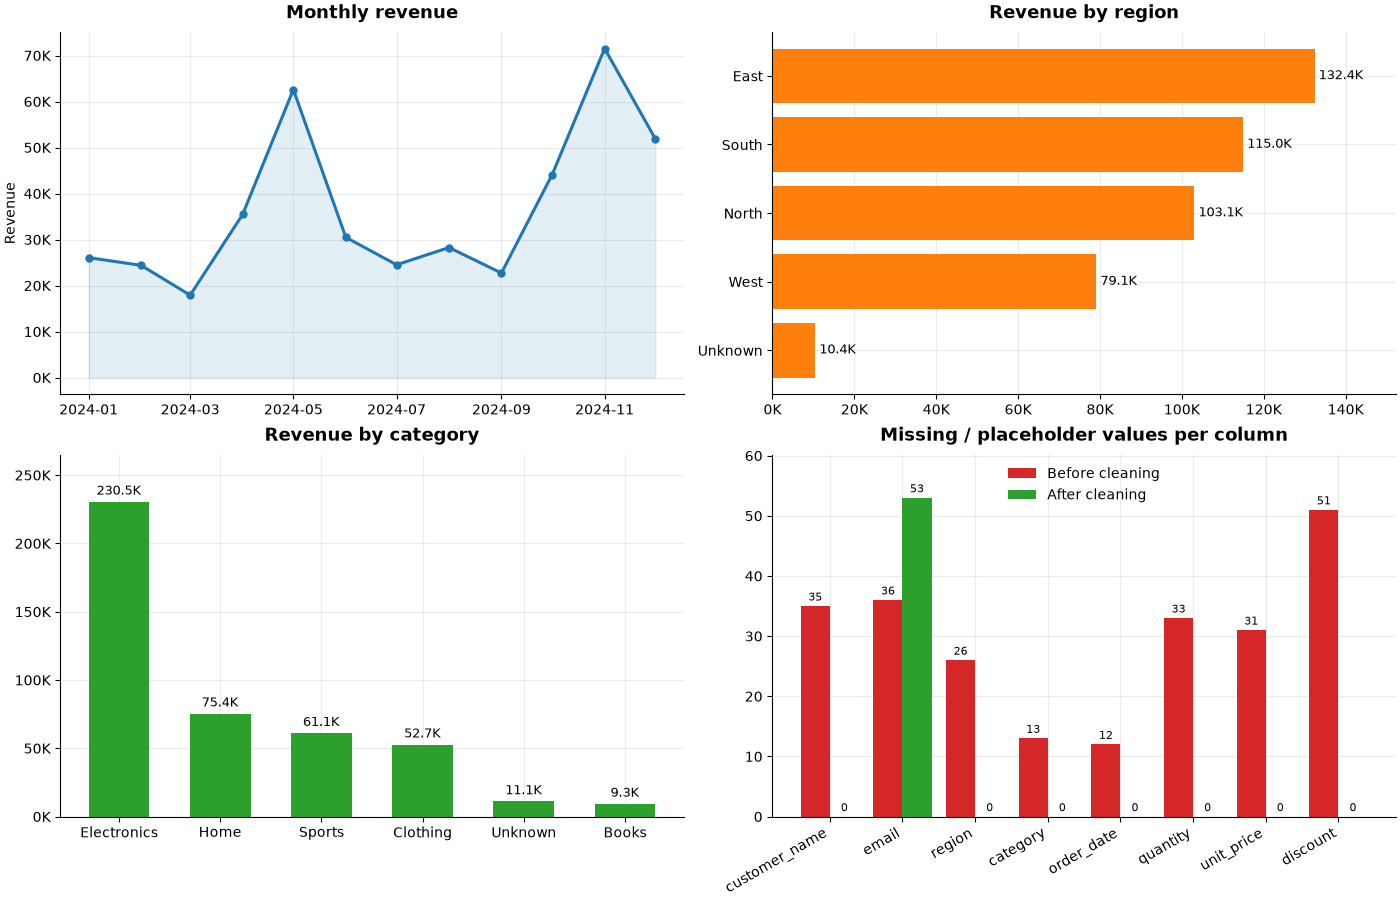 Monthly revenue
Revenue
70K
60K
50K
40K
30K
20K
10K
0K
2024-01 2024-03 2024-05 2024-07 2024-09 2024-11
Revenue by region
East 132.4K
South 115.0K
North 103.1K
West 79.1K
Unknown 10.4K
0K 20K 40K 60K 80K 100K 120K 140K
Revenue by category
250K
200K
150K
100K
50K
0K
230.5K
75.4K
61.1K
52.7K
11.1K
9.3K
Electronics Home Sports Clothing Unknown Books
Missing / placeholder values per column
Before cleaning
After cleaning
60
50
40
30
20
10
0
35 0
36 53
26 0
13 0
12 0
33 0
31 0
51 0
customer_name email region category order_date quantity unit_price discount